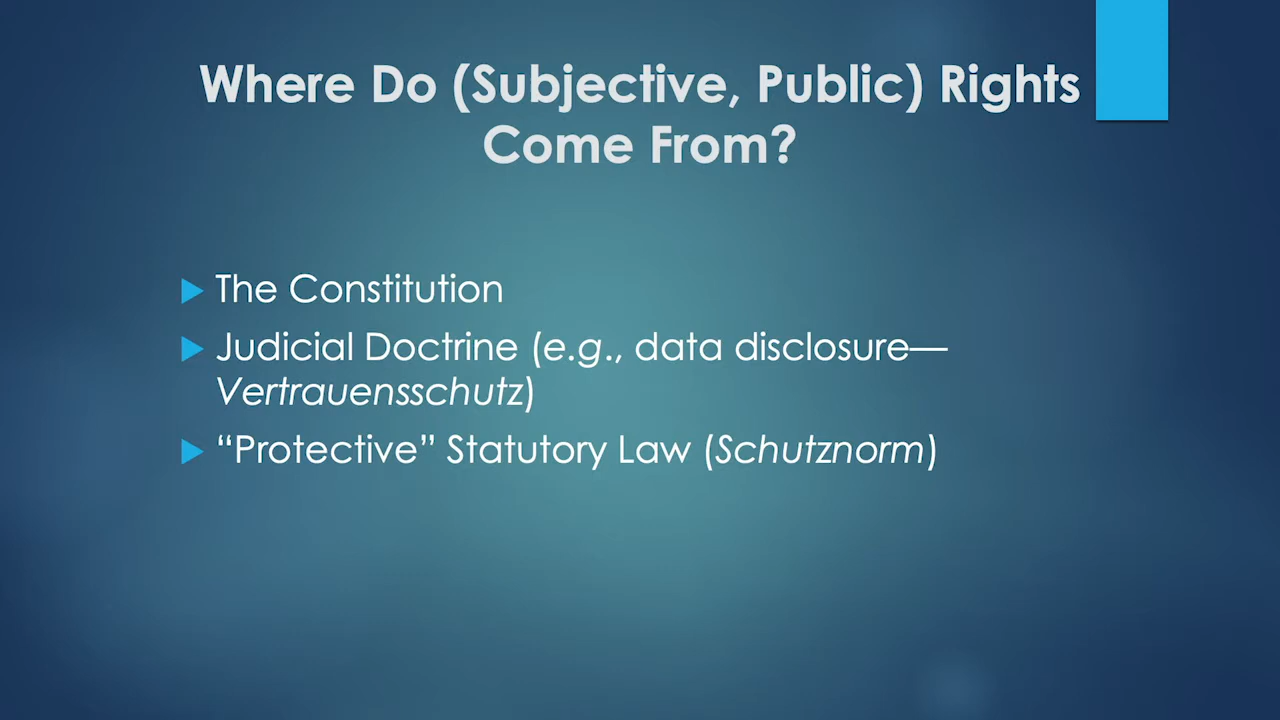 Where Do (Subjective, Public) Rights
Come From?
The Constitution
Judicial Doctrine (e.g., data disclosure—
Vertrauensschutz)
“Protective” Statutory Law (Schutznorm)